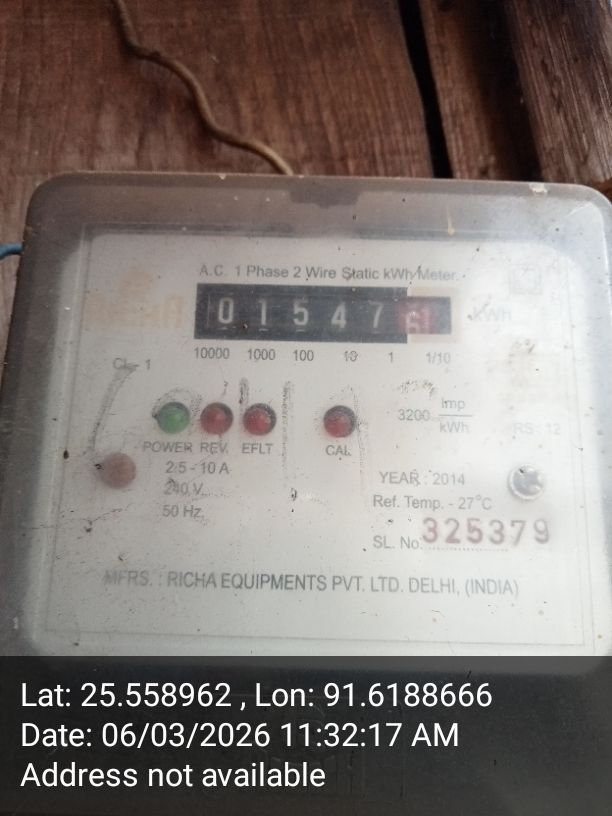 A.C. 1 Phase 2 Wire Static kWh Meter.
0 1 5 4 7 6 kWh
10000 1000 100 10 1 1/10
CL. 1
3200 Imp/kWh
POWER REV. EFLT CAL
RS: 12
2.5 - 10 A
240 V
50 Hz.
YEAR : 2014
Ref. Temp. - 27°C
SL. No. 325379
MFRS. : RICHA EQUIPMENTS PVT. LTD. DELHI, (INDIA)
Lat: 25.558962 , Lon: 91.6188666
Date: 06/03/2026 11:32:17 AM
Address not available